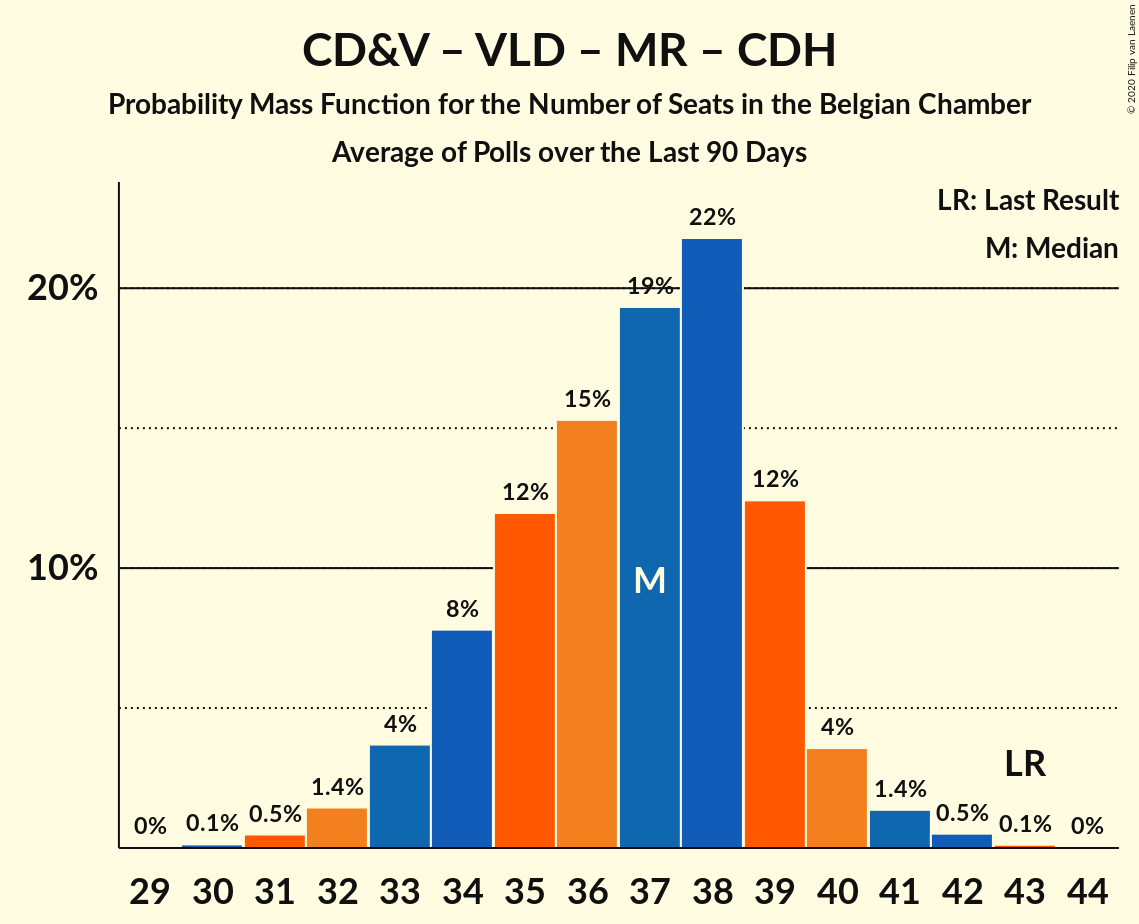 CD&V – VLD – MR – CDH
Probability Mass Function for the Number of Seats in the Belgian Chamber
Average of Polls over the Last 90 Days
© 2020 Filip van Laenen
LR: Last Result
M: Median
20%
10%
0%
0.1%
0.5%
1.4%
4%
8%
12%
15%
19%
22%
12%
4%
1.4%
0.5%
0.1%
0%
M
LR
29 30 31 32 33 34 35 36 37 38 39 40 41 42 43 44